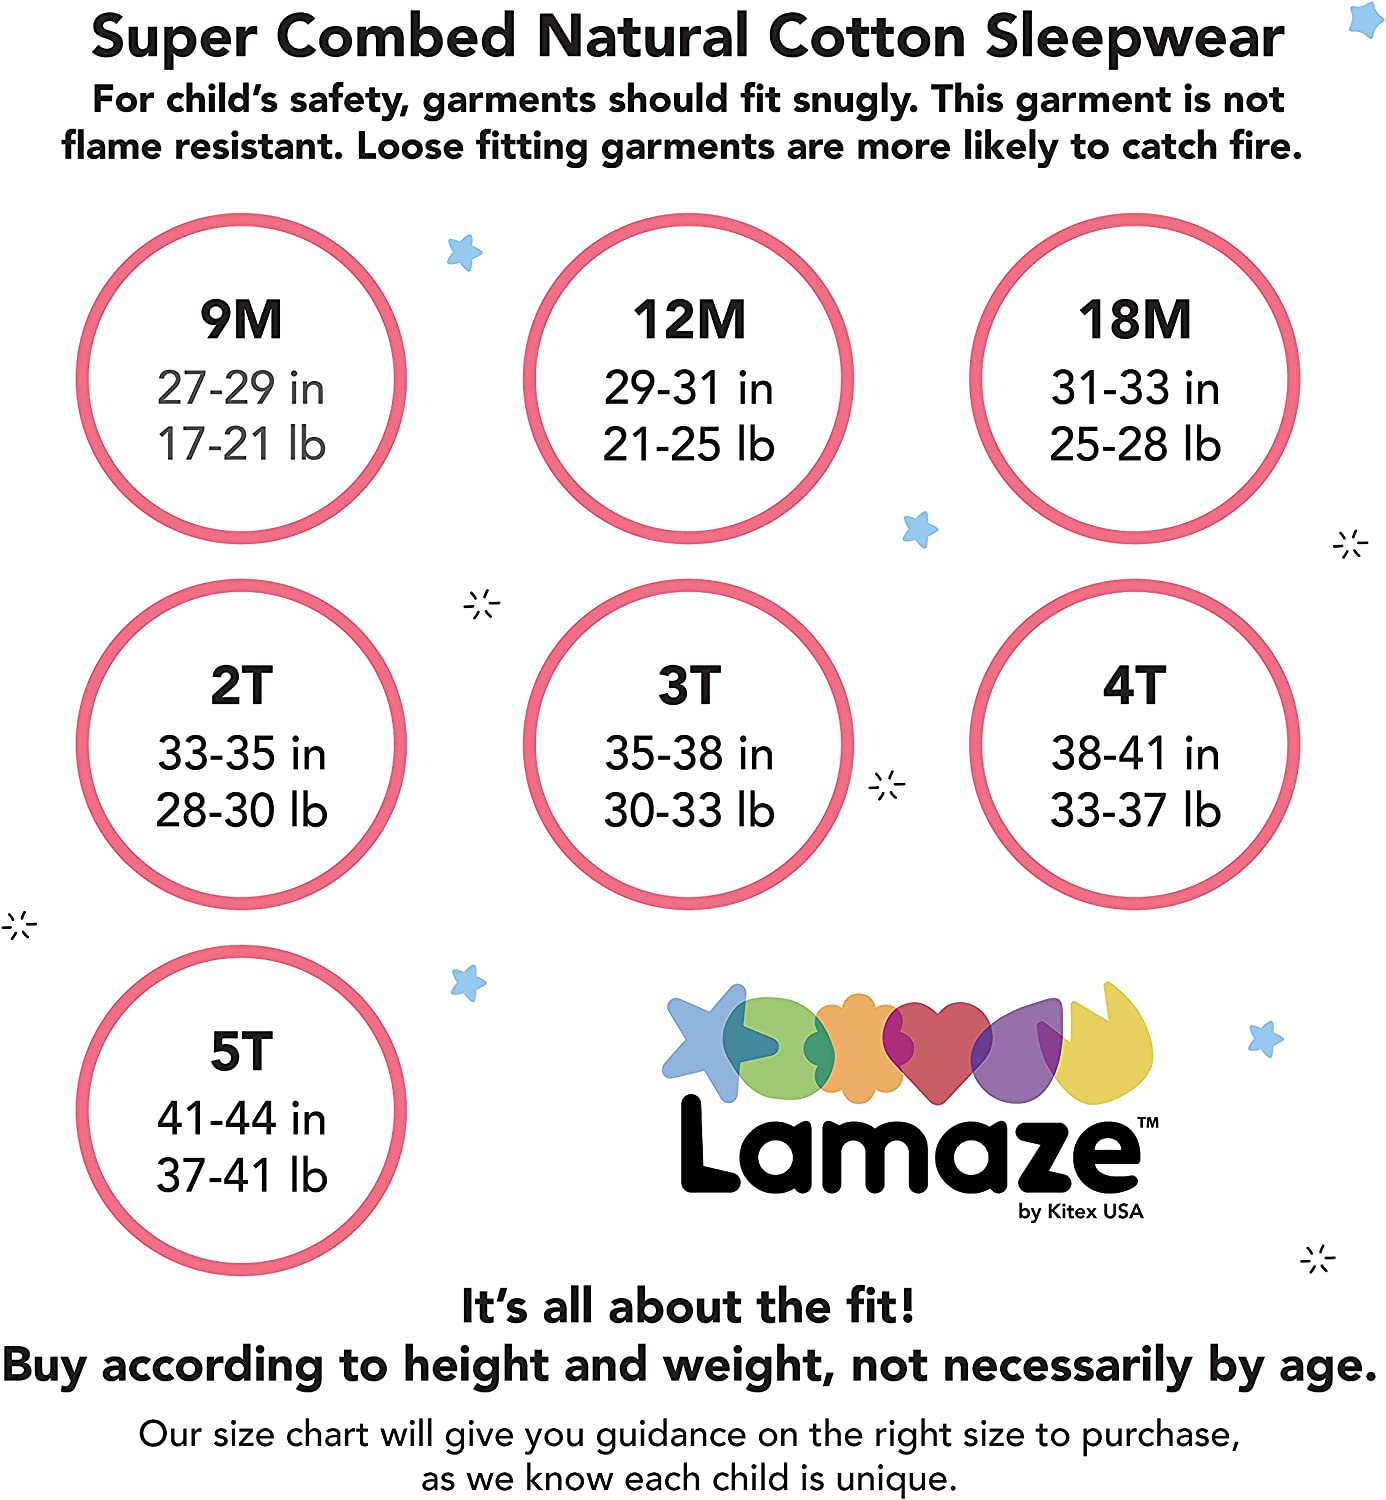 Super Combed Natural Cotton Sleepwear
For child’s safety, garments should fit snugly. This garment is not
flame resistant. Loose fitting garments are more likely to catch fire.
9M
27-29 in
17-21 lb
12M
29-31 in
21-25 lb
18M
31-33 in
25-28 lb
2T
33-35 in
28-30 lb
3T
35-38 in
30-33 lb
4T
38-41 in
33-37 lb
5T
41-44 in
37-41 lb
Lamaze™
by Kitex USA
It’s all about the fit!
Buy according to height and weight, not necessarily by age.
Our size chart will give you guidance on the right size to purchase,
as we know each child is unique.